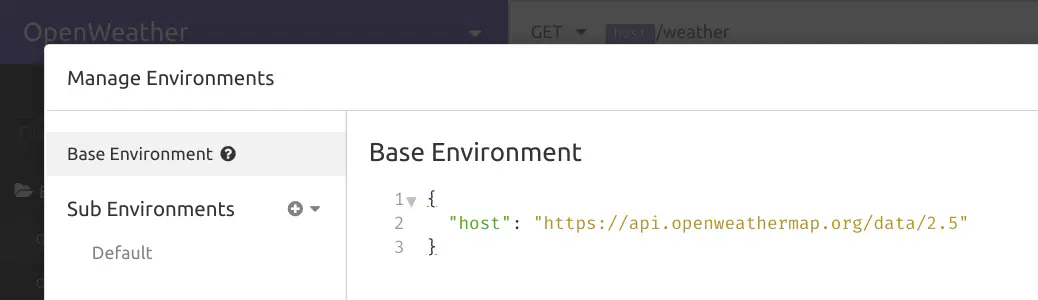 OpenWeather
GET host/weather
Manage Environments
Base Environment
Sub Environments
Default
Base Environment
1 {
2 "host": "https://api.openweathermap.org/data/2.5"
3 }